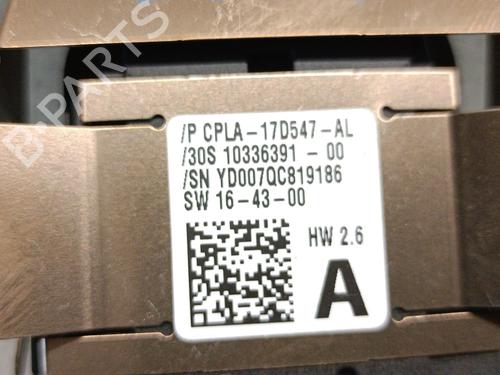 /P CPLA-17D547-AL
/30S 10336391 - 00
/SN YD007QC819186
SW 16-43-00
HW 2.6
A
B-PARTS